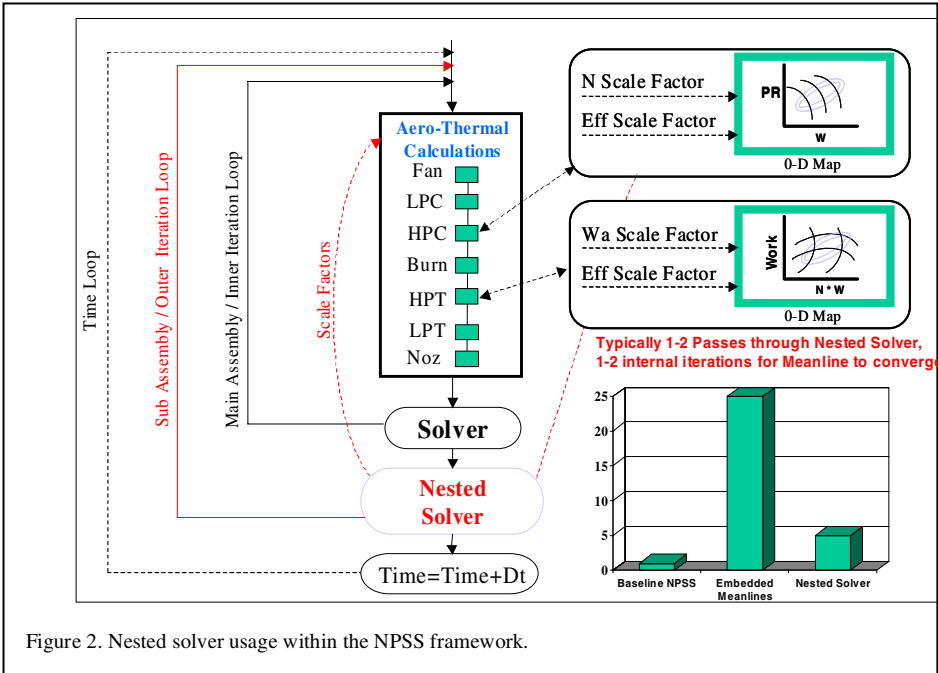 Time Loop
Sub Assembly / Outer Iteration Loop
Main Assembly / Inner Iteration Loop
Scale Factors
Aero-Thermal
Calculations
Fan
LPC
HPC
Burn
HPT
LPT
Noz
Solver
Nested
Solver
Time=Time+Dt
N Scale Factor
Eff Scale Factor
PR
W
0-D Map
Wa Scale Factor
Eff Scale Factor
Work
N * W
0-D Map
Typically 1-2 Passes through Nested Solver,
1-2 internal iterations for Meanline to converge
25
20
15
10
5
0
Baseline NPSS
Embedded
Meanlines
Nested Solver
Figure 2. Nested solver usage within the NPSS framework.